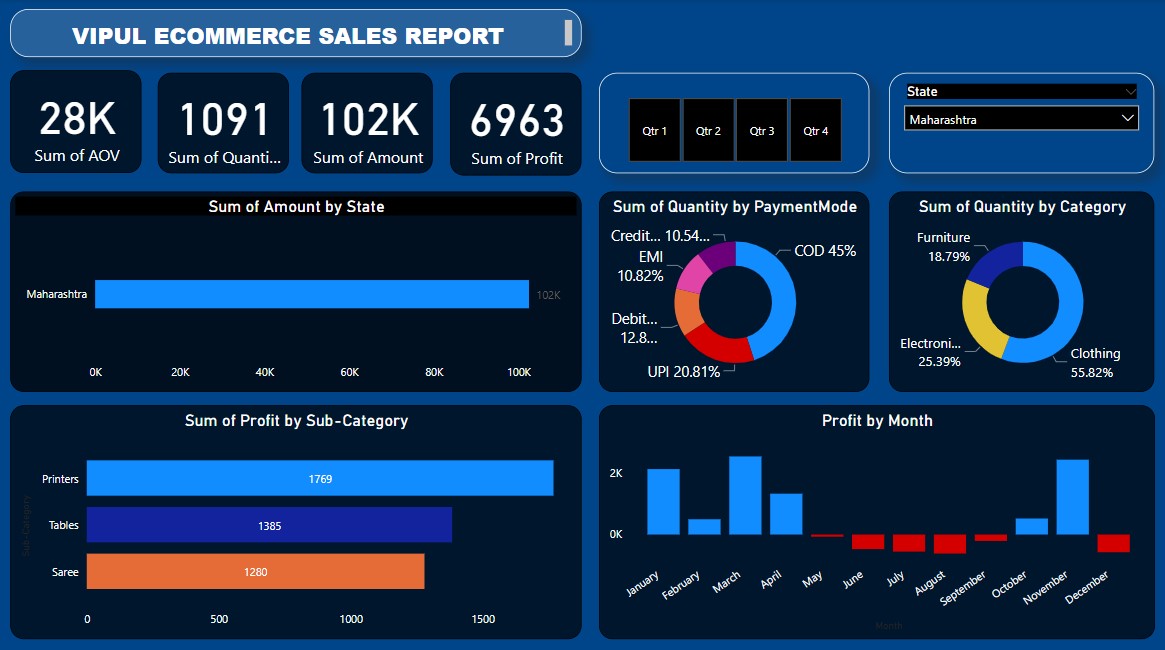 VIPUL ECOMMERCE SALES REPORT
28K
Sum of AOV
1091
Sum of Quanti...
102K
Sum of Amount
6963
Sum of Profit
Qtr 1
Qtr 2
Qtr 3
Qtr 4
State
Maharashtra
Sum of Amount by State
Maharashtra
102K
0K
20K
40K
60K
80K
100K
Sum of Quantity by PaymentMode
Credit... 10.54...
EMI
10.82%
Debit...
12.8...
UPI 20.81%
COD 45%
Sum of Quantity by Category
Furniture
18.79%
Electroni...
25.39%
Clothing
55.82%
Sum of Profit by Sub-Category
Sub-Category
Printers
1769
Tables
1385
Saree
1280
0
500
1000
1500
Profit by Month
2K
0K
January
February
March
April
May
June
July
August
September
October
November
December
Month